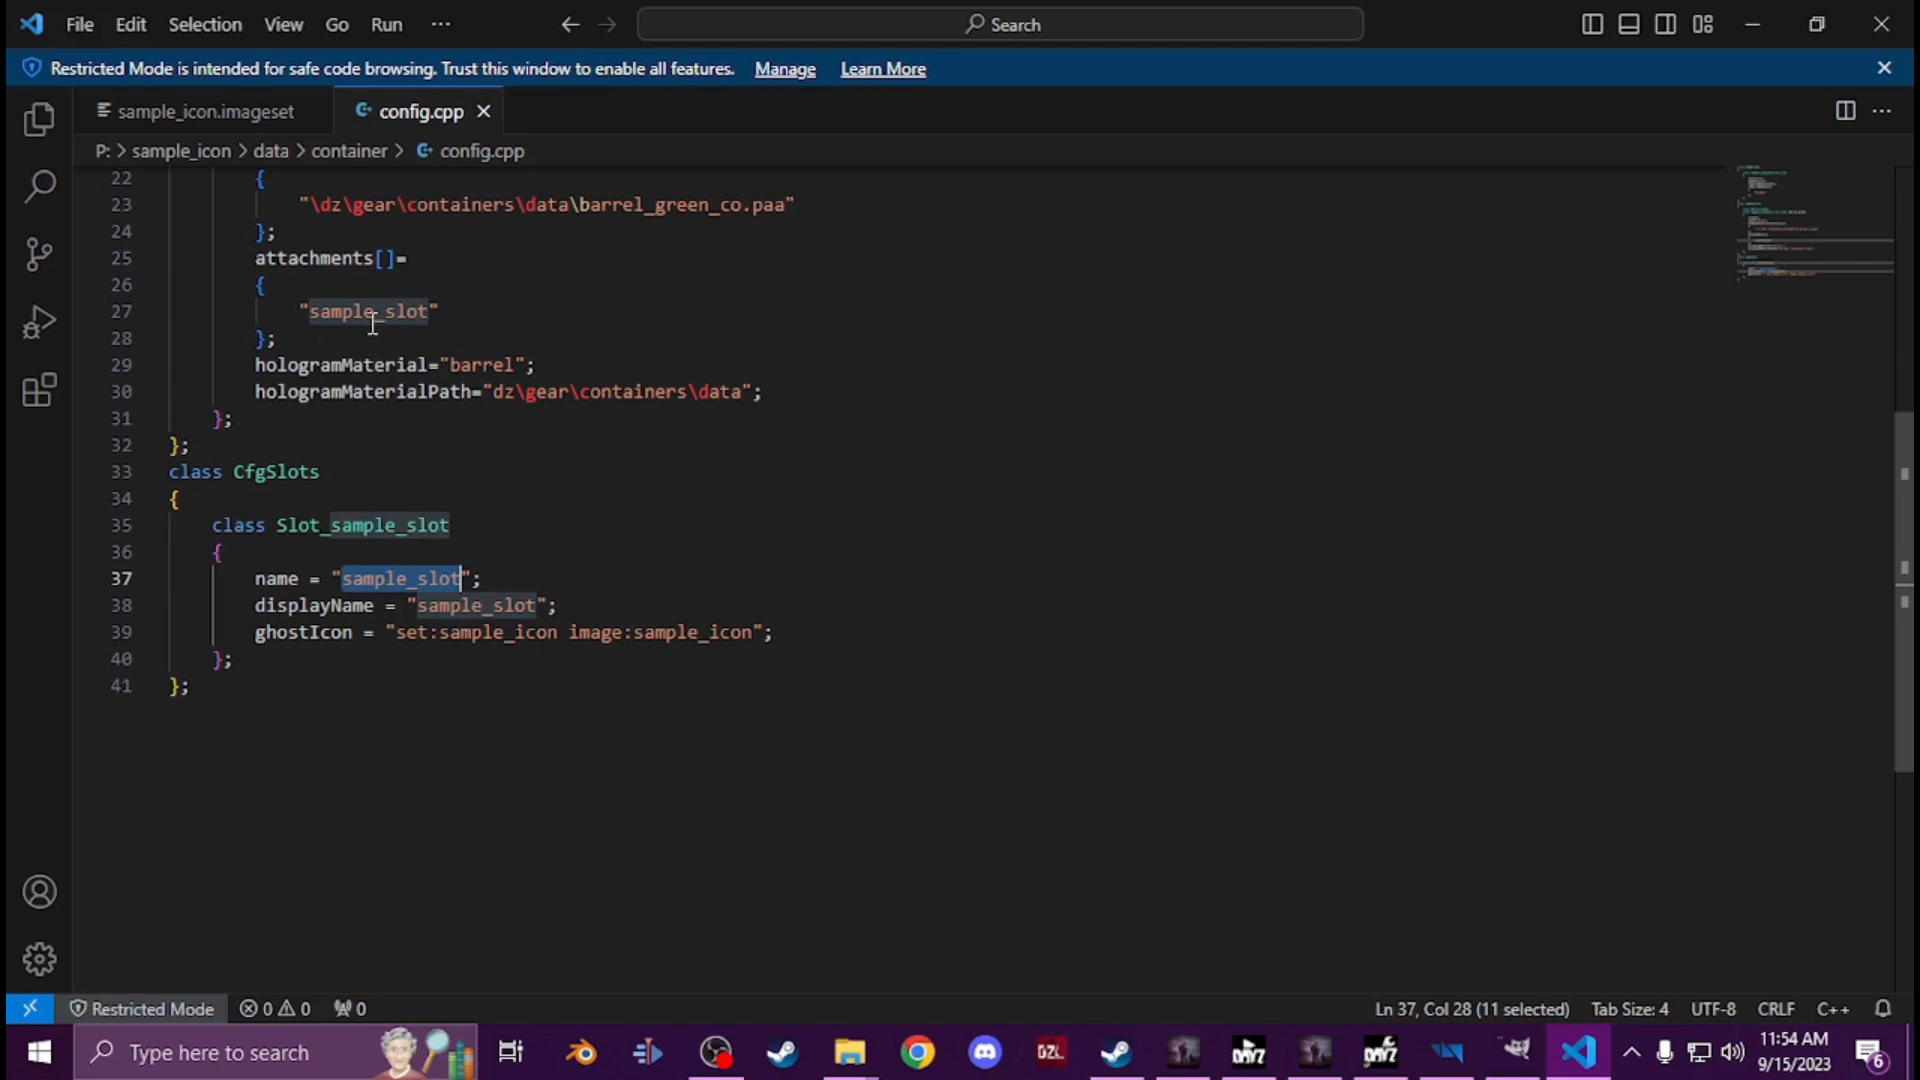 File Edit Selection View Go Run ··· Search
Restricted Mode is intended for safe code browsing. Trust this window to enable all features. Manage Learn More
sample_icon.imageset config.cpp
P: > sample_icon > data > container > config.cpp
22 {
23 "\dz\gear\containers\data\barrel_green_co.paa"
24 };
25 attachments[]=
26 {
27 "sample_slot"
28 };
29 hologramMaterial="barrel";
30 hologramMaterialPath="dz\gear\containers\data";
31 };
32 };
33 class CfgSlots
34 {
35 class Slot_sample_slot
36 {
37 name = "sample_slot";
38 displayName = "sample_slot";
39 ghostIcon = "set:sample_icon image:sample_icon";
40 };
41 };
Restricted Mode 0 0 0 Ln 37, Col 28 (11 selected) Tab Size: 4 UTF-8 CRLF C++
Type here to search DZL DAYZ DAYZ 11:54 AM
9/15/2023 6